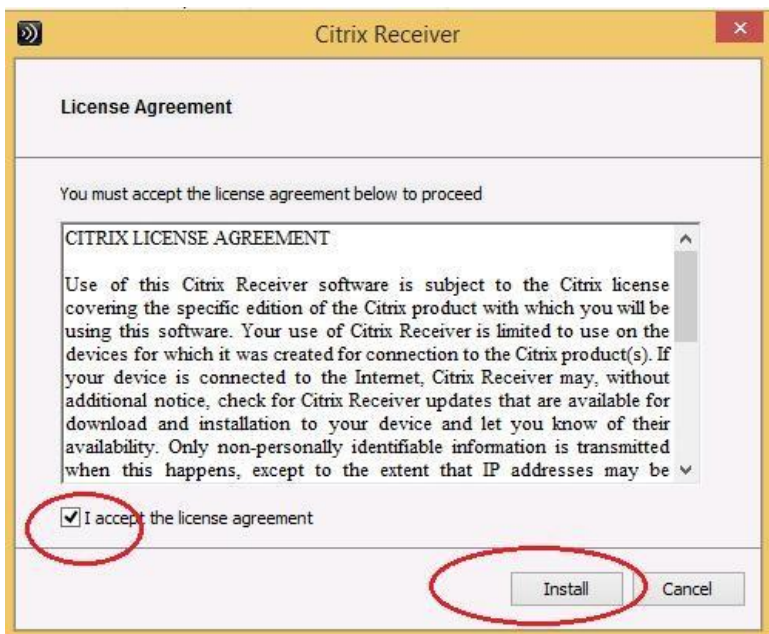 Citrix Receiver
License Agreement
You must accept the license agreement below to proceed
CITRIX LICENSE AGREEMENT
Use of this Citrix Receiver software is subject to the Citrix license
covering the specific edition of the Citrix product with which you will be
using this software. Your use of Citrix Receiver is limited to use on the
devices for which it was created for connection to the Citrix product(s). If
your device is connected to the Internet, Citrix Receiver may, without
additional notice, check for Citrix Receiver updates that are available for
download and installation to your device and let you know of their
availability. Only non-personally identifiable information is transmitted
when this happens, except to the extent that IP addresses may be
I accept the license agreement
Install Cancel